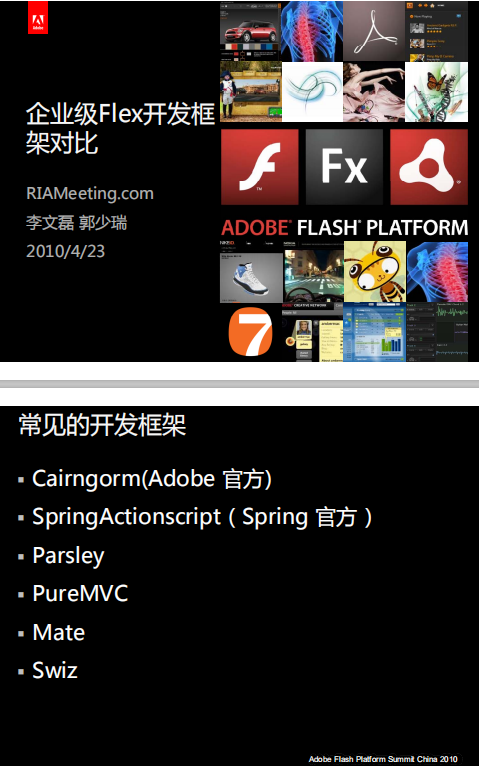 Adobe
企业级Flex开发框
架对比
RIAMeeting.com
李文磊 郭少瑞
2010/4/23
TM
Fx
ADOBE® FLASH® PLATFORM
7
常见的开发框架
▪ Cairngorm(Adobe 官方)
▪ SpringActionscript（Spring 官方）
▪ Parsley
▪ PureMVC
▪ Mate
▪ Swiz
Adobe Flash Platform Summit China 2010